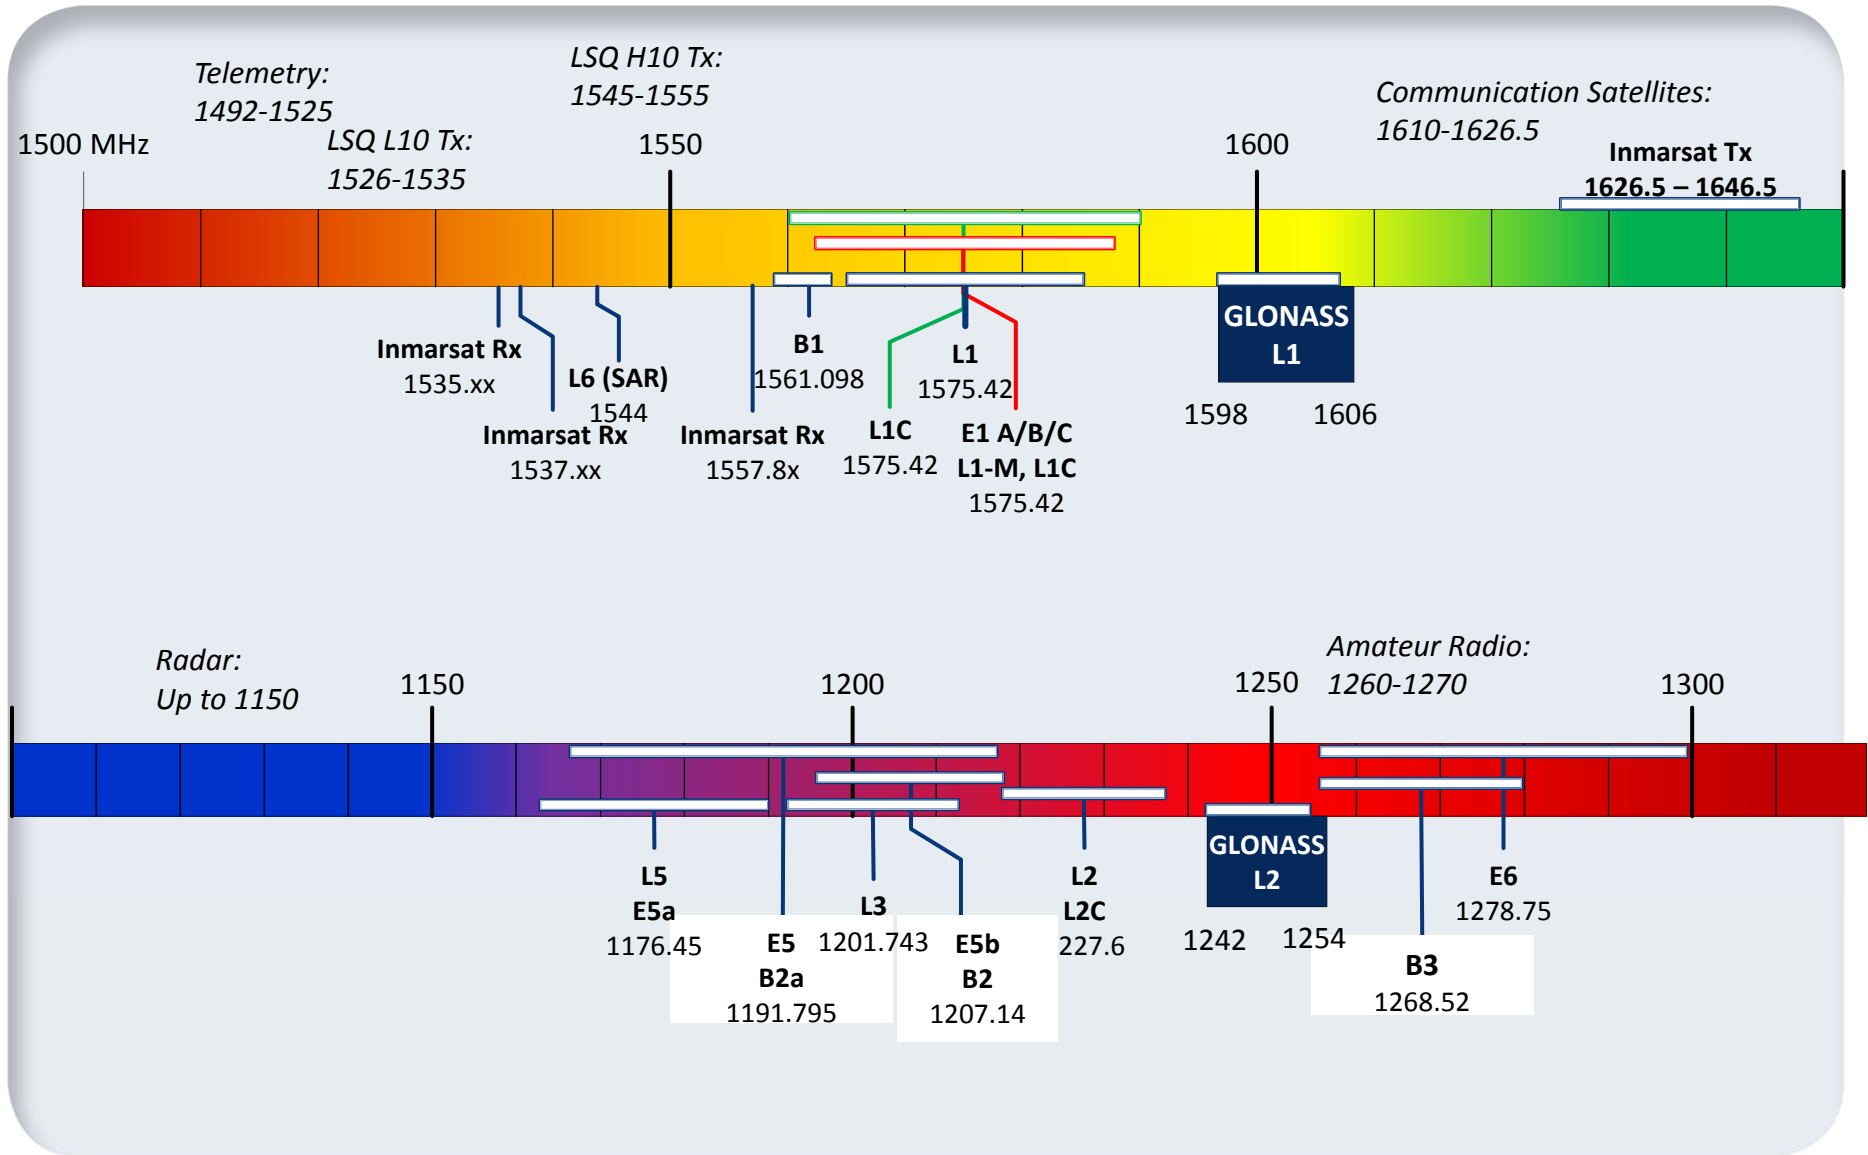 Telemetry:
1492-1525
LSQ H10 Tx:
1545-1555
Communication Satellites:
1610-1626.5
1500 MHz
LSQ L10 Tx:
1526-1535
1550
1600
Inmarsat Tx
1626.5 – 1646.5
Inmarsat Rx
1535.xx
L6 (SAR)
1544
Inmarsat Rx
1537.xx
Inmarsat Rx
1557.8x
B1
1561.098
L1
1575.42
L1C
1575.42
E1 A/B/C
L1-M, L1C
1575.42
GLONASS
L1
1598
1606
Radar:
Up to 1150
1150
1200
1250
Amateur Radio:
1260-1270
1300
L5
E5a
1176.45
E5
B2a
1191.795
L3
1201.743
E5b
B2
1207.14
L2
L2C
227.6
GLONASS
L2
1242
1254
B3
1268.52
E6
1278.75